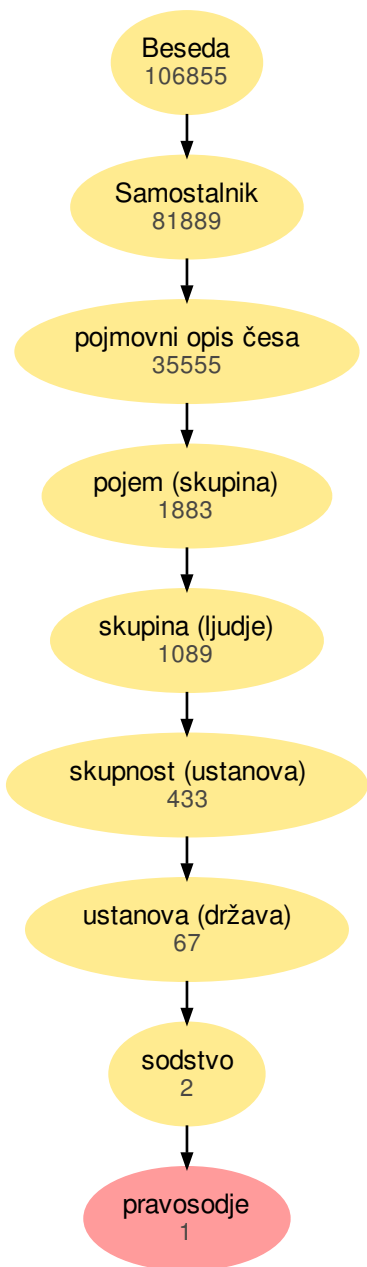 Beseda
106855
Samostalnik
81889
pojmovni opis česa
35555
pojem (skupina)
1883
skupina (ljudje)
1089
skupnost (ustanova)
433
ustanova (država)
67
sodstvo
2
pravosodje
1